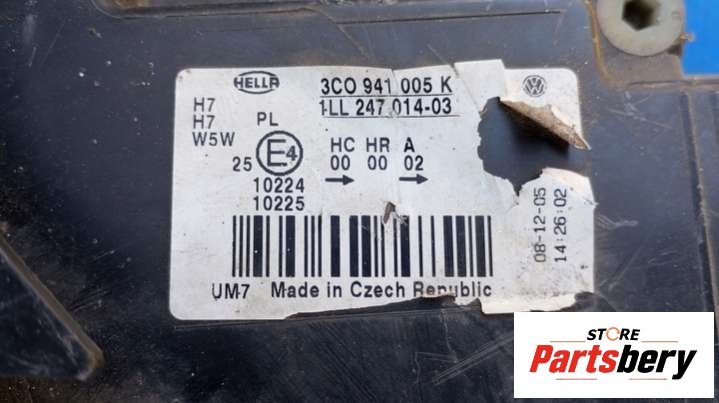 HELLA
3C0 941 005 K
1LL 247 014-03
H7
H7
W5W
PL
25
E4
HC HR A
00 00 02
10224
10225
08-12-05
14:26:02
UM7 Made in Czech Republic
STORE
Partsbery